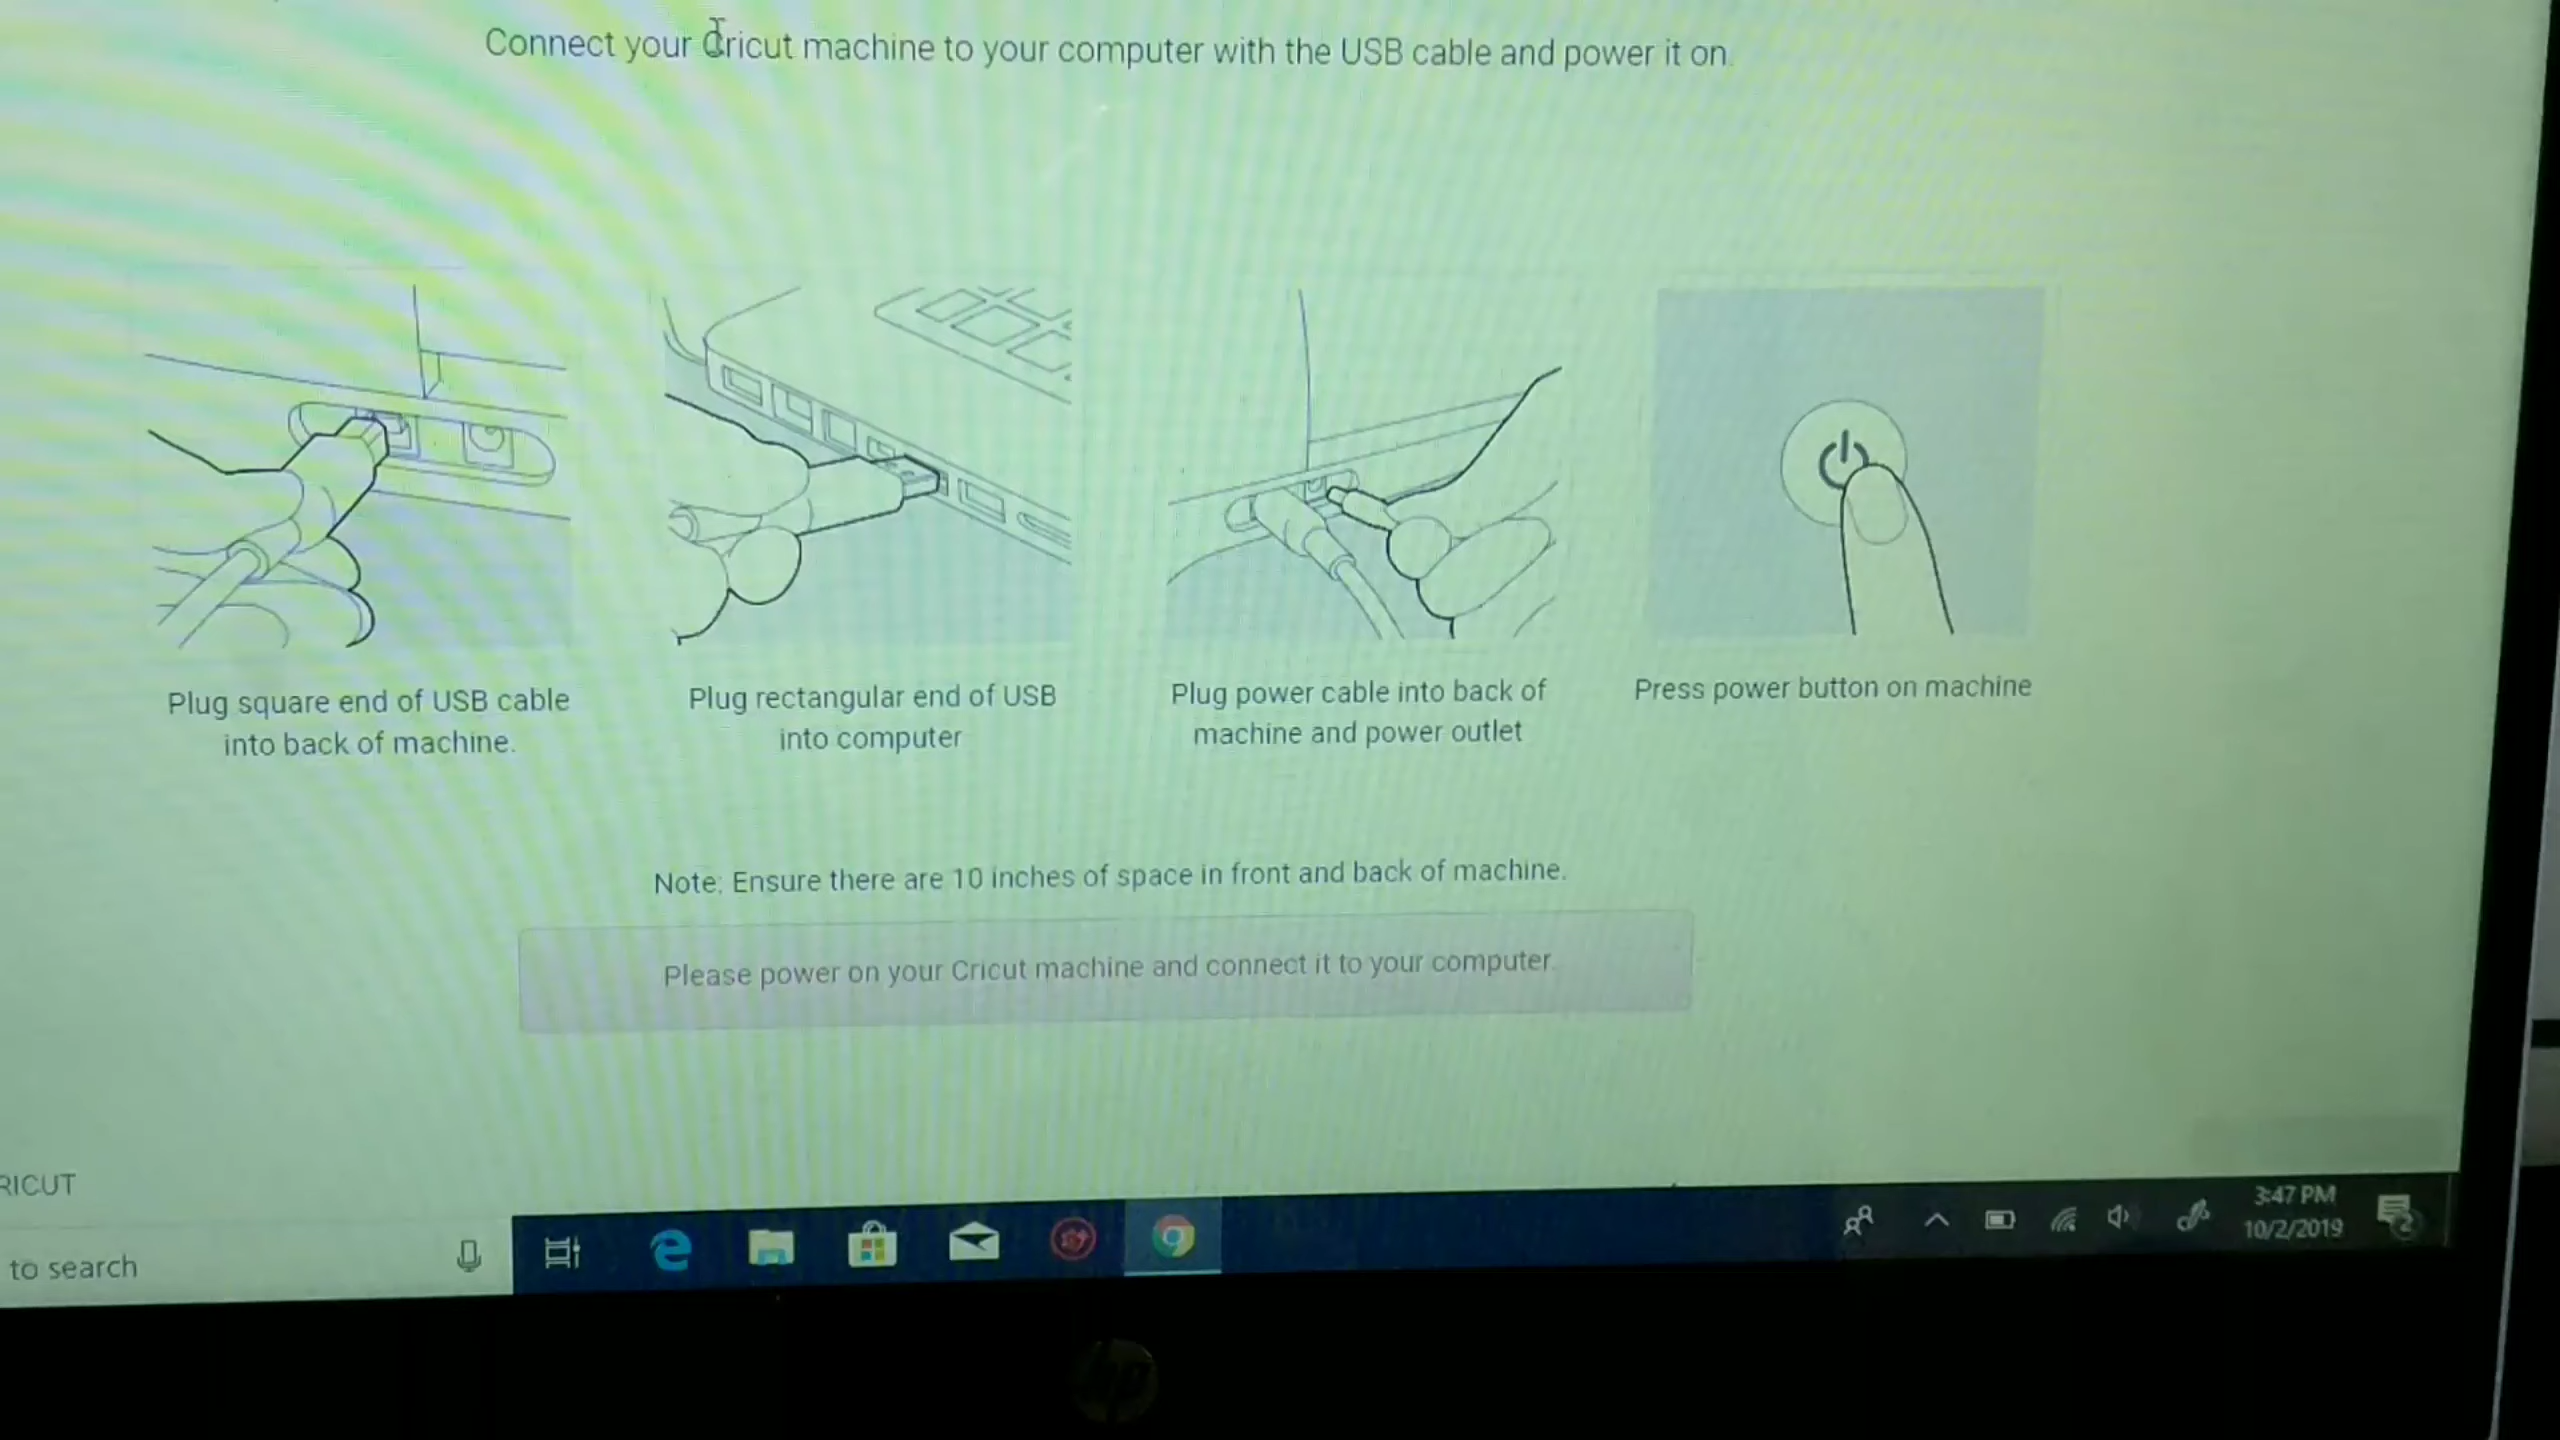 Connect your Cricut machine to your computer with the USB cable and power it on.
Plug square end of USB cable
into back of machine.
Plug rectangular end of USB
into computer
Plug power cable into back of
machine and power outlet
Press power button on machine
Note: Ensure there are 10 inches of space in front and back of machine.
Please power on your Cricut machine and connect it to your computer.
RICUT
to search
3:47 PM
10/2/2019
2
hp